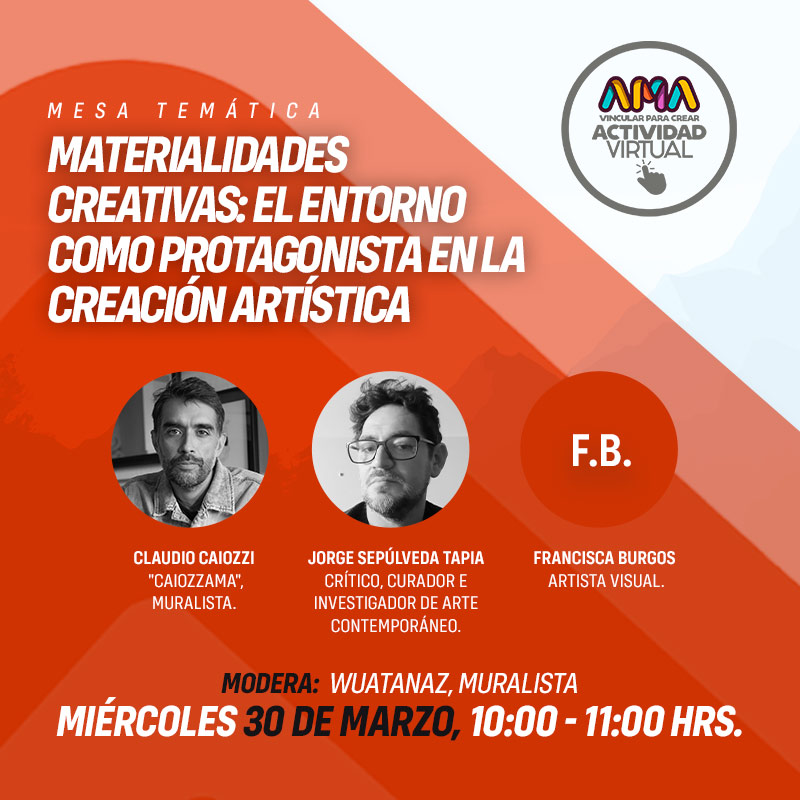 MESA TEMÁTICA
MATERIALIDADES
CREATIVAS: EL ENTORNO
COMO PROTAGONISTA EN LA
CREACIÓN ARTÍSTICA
AMA
VINCULAR PARA CREAR
ACTIVIDAD
VIRTUAL
F.B.
CLAUDIO CAIOZZI
"CAIOZZAMA",
MURALISTA.
JORGE SEPÚLVEDA TAPIA
CRÍTICO, CURADOR E
INVESTIGADOR DE ARTE
CONTEMPORÁNEO.
FRANCISCA BURGOS
ARTISTA VISUAL.
MODERA: WUATANAZ, MURALISTA
MIÉRCOLES 30 DE MARZO, 10:00 - 11:00 HRS.